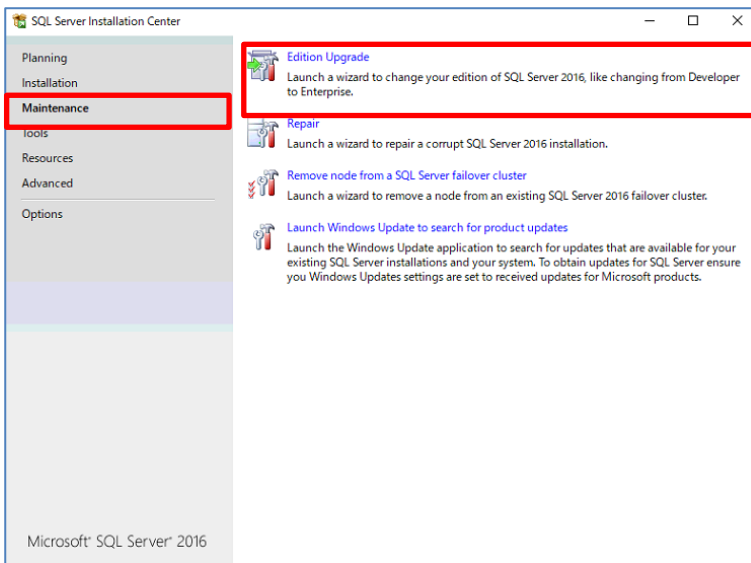 SQL Server Installation Center
Planning
Installation
Maintenance
Tools
Resources
Advanced
Options
Edition Upgrade
Launch a wizard to change your edition of SQL Server 2016, like changing from Developer
to Enterprise.
Repair
Launch a wizard to repair a corrupt SQL Server 2016 installation.
Remove node from a SQL Server failover cluster
Launch a wizard to remove a node from an existing SQL Server 2016 failover cluster.
Launch Windows Update to search for product updates
Launch the Windows Update application to search for updates that are available for your
existing SQL Server installations and your system. To obtain updates for SQL Server ensure
you Windows Updates settings are set to received updates for Microsoft products.
Microsoft® SQL Server® 2016